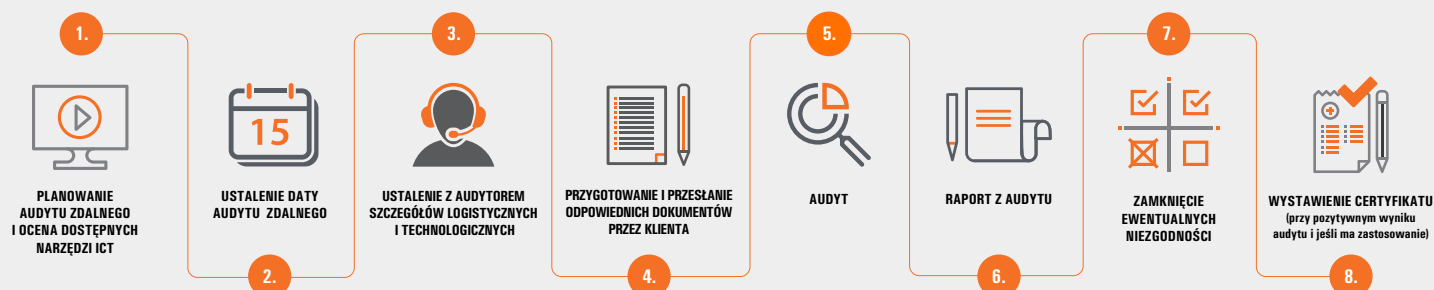 1.
PLANOWANIE
AUDYTU ZDALNEGO
I OCENA DOSTĘPNYCH
NARZĘDZI ICT
2.
15
USTALENIE DATY
AUDYTU ZDALNEGO
3.
USTALENIE Z AUDYTOREM
SZCZEGÓŁÓW LOGISTYCZNYCH
I TECHNOLOGICZNYCH
4.
PRZYGOTOWANIE I PRZESŁANIE
ODPOWIEDNICH DOKUMENTÓW
PRZEZ KLIENTA
5.
AUDYT
6.
RAPORT Z AUDYTU
7.
ZAMKNIĘCIE
EWENTUALNYCH
NIEZGODNOŚCI
8.
WYSTAWIENIE CERTYFIKATU
(przy pozytywnym wyniku
audytu i jeśli ma zastosowanie)